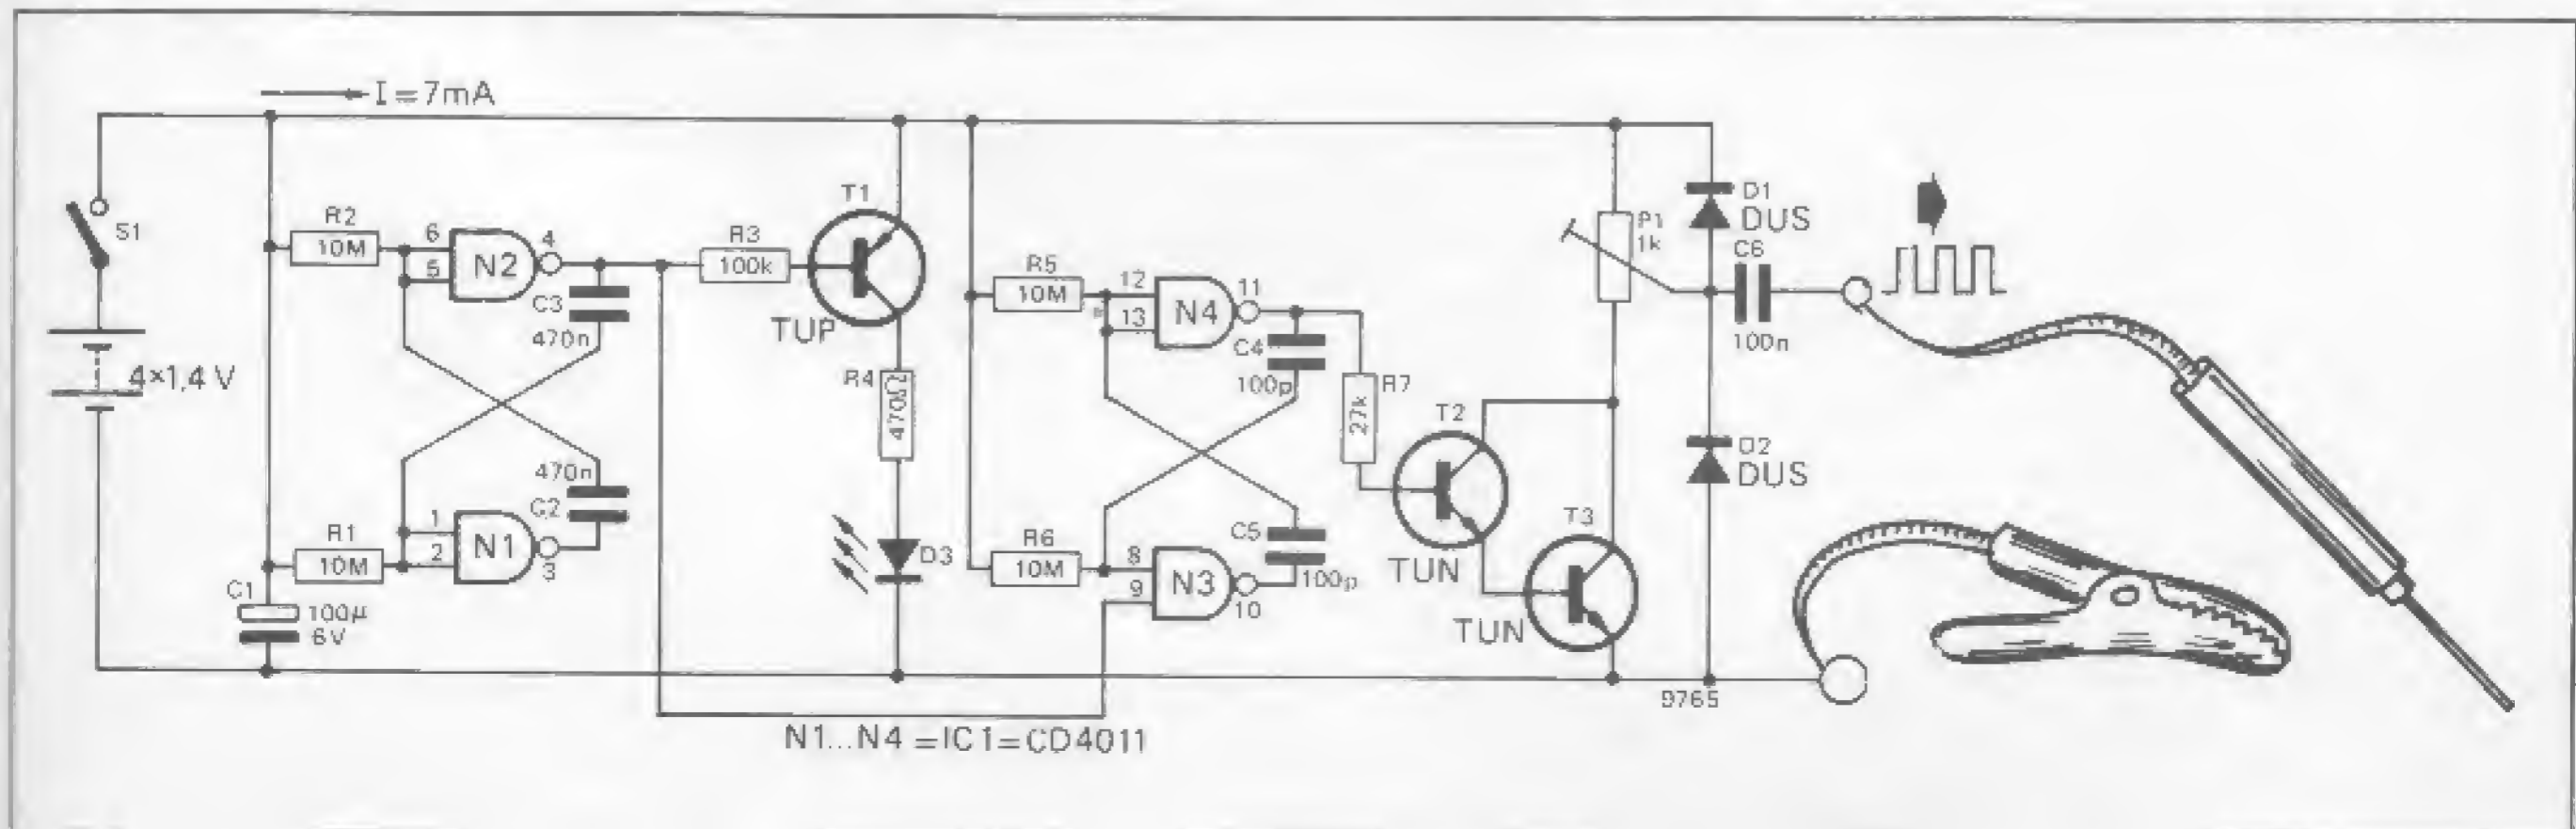 I = 7mA
S1
4×1,4 V
R2
10M
6
5
N2
4
C3
470n
R1
10M
1
2
N1
3
470n
C2
C1
100µ
6V
R3
100k
T1
TUP
R4
470Ω
D3
R5
10M
12
13
N4
11
C4
100p
R6
10M
8
9
N3
10
C5
100p
R7
27k
T2
TUN
T3
TUN
P1
1k
D1
DUS
C6
100n
D2
DUS
9765
N1...N4 = IC1 = CD4011